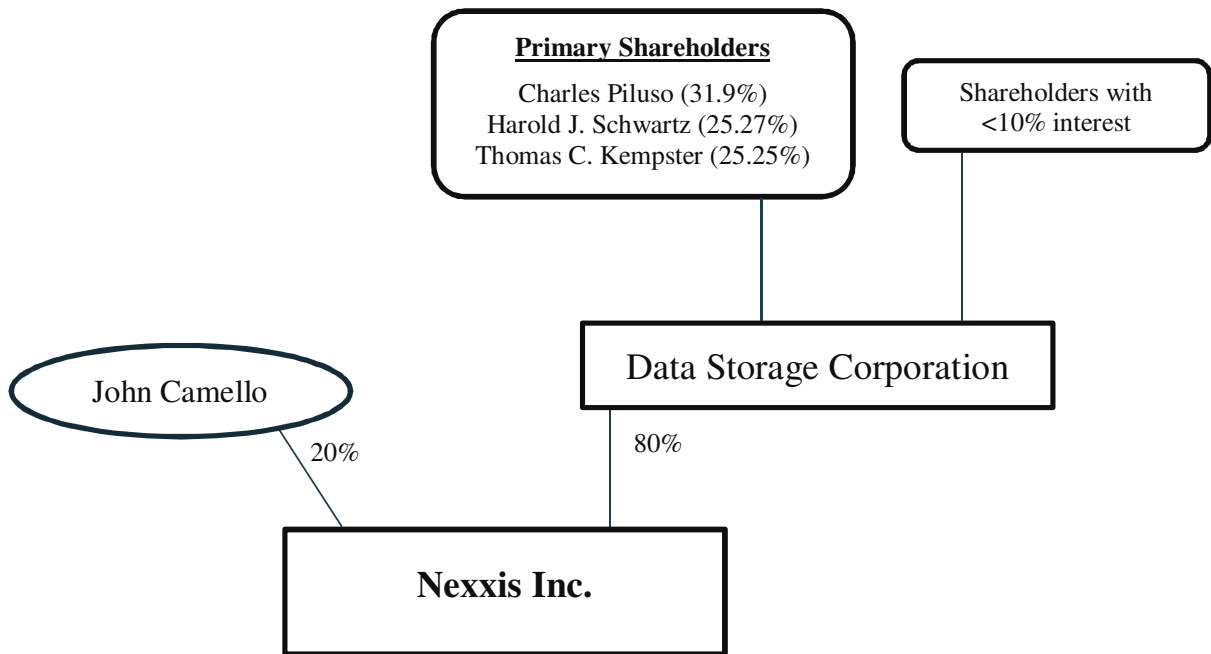 Primary Shareholders
Charles Piluso (31.9%)
Harold J. Schwartz (25.27%)
Thomas C. Kempster (25.25%)
Shareholders with
<10% interest
Data Storage Corporation
John Camello
20%
80%
Nexxis Inc.